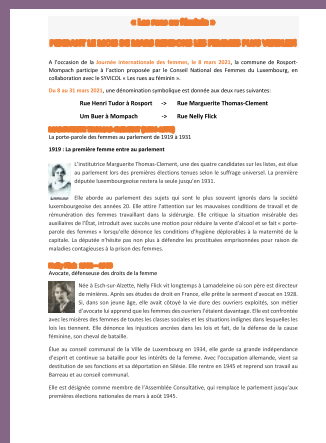 « Les rues au féminin »
PENDANT LE MOIS DE MARS RENDONS LES FEMMES PLUS VISIBLES
A l'occasion de la Journée internationale des femmes, le 8 mars 2021, la commune de Rosport-
Mompach participe à l'action proposée par le Conseil National des Femmes du Luxembourg, en
collaboration avec le SYVICOL « Les rues au féminin ».
Du 8 au 31 mars 2021, une dénomination symbolique est donnée aux deux rues suivantes:
Rue Henri Tudor à Rosport -> Rue Marguerite Thomas-Clement
Um Buer à Mompach -> Rue Nelly Flick
La porte-parole des femmes au parlement de 1919 à 1931
1919 : La première femme entre au parlement
L'institutrice Marguerite Thomas-Clement, une des quatre candidates sur les listes, est élue
au parlement lors des premières élections tenues selon le suffrage universel. La première
députée luxembourgeoise restera la seule jusqu'en 1931.
Elle aborde au parlement des sujets qui sont le plus souvent ignorés dans la société
luxembourgeoise des années 20. Elle attire l'attention sur les mauvaises conditions de travail et de
rémunération des femmes travaillant dans la sidérurgie. Elle critique la situation misérable des
auxiliaires de l'État, introduit avec succès une motion pour réduire la vente d'alcool et se fait « porte-
parole des femmes » lorsqu'elle dénonce les conditions d'hygiène déplorables à la maternité de la
capitale. La députée n'hésite pas non plus à défendre les prostituées emprisonnées pour raison de
maladies contagieuses à la prison des femmes.
Nelly Flick
Avocate, défenseuse des droits de la femme
Née à Esch-sur-Alzette, Nelly Flick vit longtemps à Lamadeleine où son père est directeur
de minières. Après ses études de droit en France, elle prête le serment d'avocat en 1928.
Si, dans son jeune âge, elle avait côtoyé la vie dure des ouvriers exploités, son métier
d'avocate lui apprend que les femmes des ouvriers l'étaient davantage. Elle est confrontée
avec les misères des femmes de toutes les classes sociales et les situations indignes dans lesquelles les
lois les tiennent. Elle dénonce les injustices ancrées dans les lois et fait, de la défense de la cause
féminine, son cheval de bataille.
Élue au conseil communal de la Ville de Luxembourg en 1934, elle garde sa grande indépendance
d'esprit et continue sa bataille pour les intérêts de la femme. Avec l'occupation allemande, vient sa
destitution de ses fonctions et sa déportation en Silésie. Elle rentre en 1945 et reprend son travail au
Barreau et au conseil communal.
Elle est désignée comme membre de l'Assemblée Consultative, qui remplace le parlement jusqu'aux
premières élections nationales de mars à août 1945.